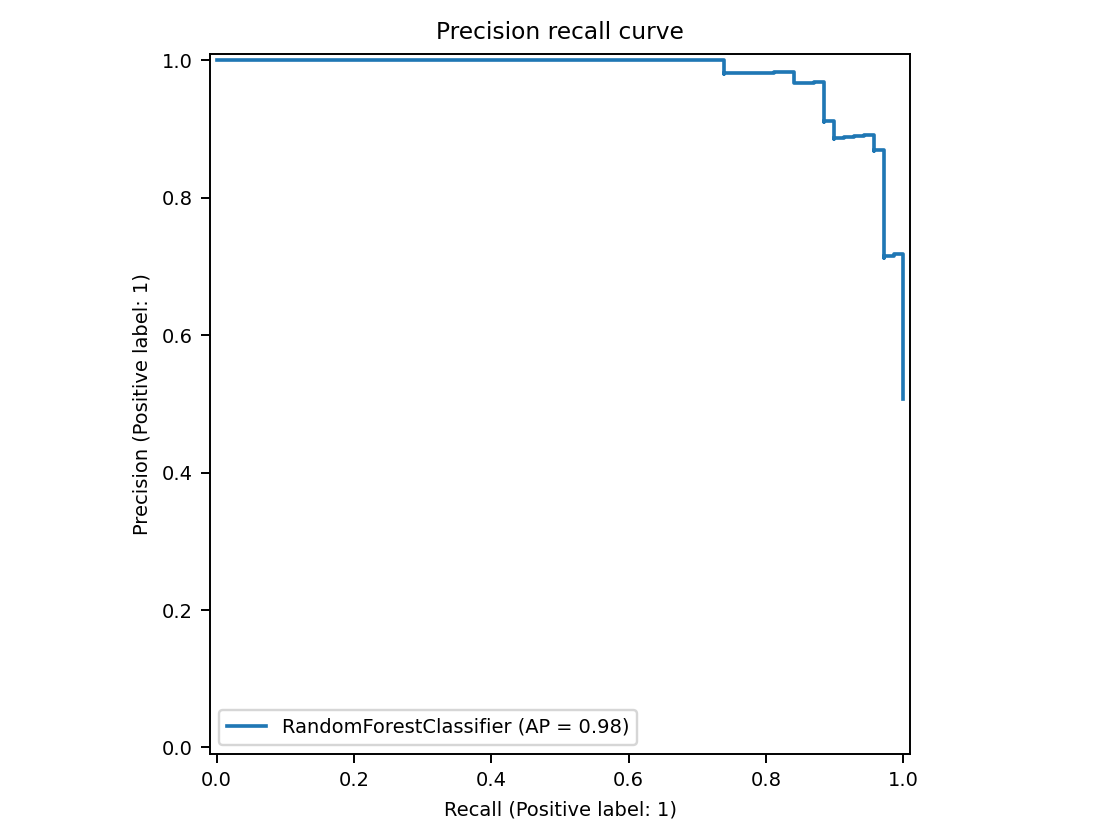 Precision recall curve
1.0
0.8
0.6
0.4
0.2
0.0
Precision (Positive label: 1)
RandomForestClassifier (AP = 0.98)
0.0 0.2 0.4 0.6 0.8 1.0
Recall (Positive label: 1)